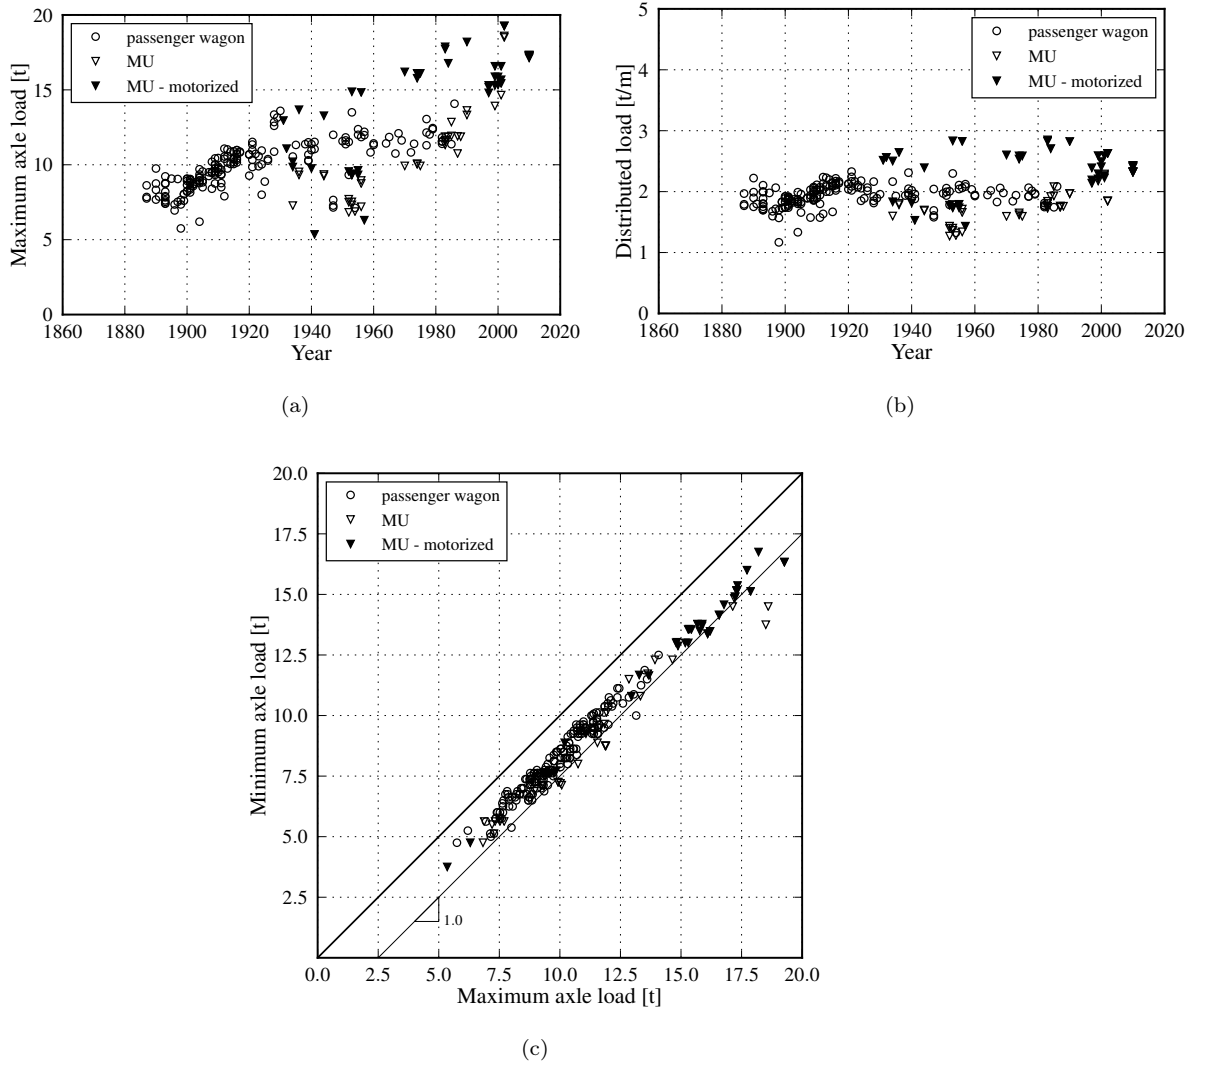 20
15
10
5
0
Maximum axle load [t]
passenger wagon
MU
MU - motorized
1860 1880 1900 1920 1940 1960 1980 2000 2020
Year
(a)
5
4
3
2
1
0
Distributed load [t/m]
passenger wagon
MU
MU - motorized
1860 1880 1900 1920 1940 1960 1980 2000 2020
Year
(b)
20.0
17.5
15.0
12.5
10.0
7.5
5.0
2.5
Minimum axle load [t]
passenger wagon
MU
MU - motorized
1.0
0.0 2.5 5.0 7.5 10.0 12.5 15.0 17.5 20.0
Maximum axle load [t]
(c)